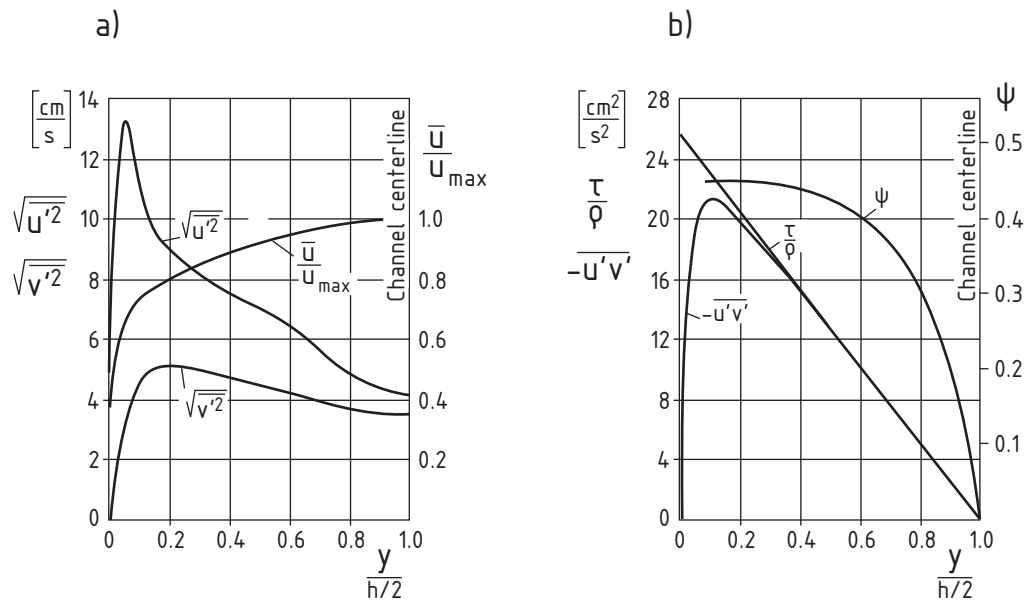 a)
[cm/s]
14
12
10
8
6
4
2
0
√u'²
√v'²
√u'²
u̅/u max
√v'²
Channel centerline
u̅/u max
1.0
0.8
0.6
0.4
0.2
0 0.2 0.4 0.6 0.8 1.0
y
h/2
b)
[cm²/s²]
28
24
20
16
12
8
4
0
τ/ρ
-u'v'
ψ
τ/ρ
-u'v'
Channel centerline
ψ
0.5
0.4
0.3
0.2
0.1
0 0.2 0.4 0.6 0.8 1.0
y
h/2